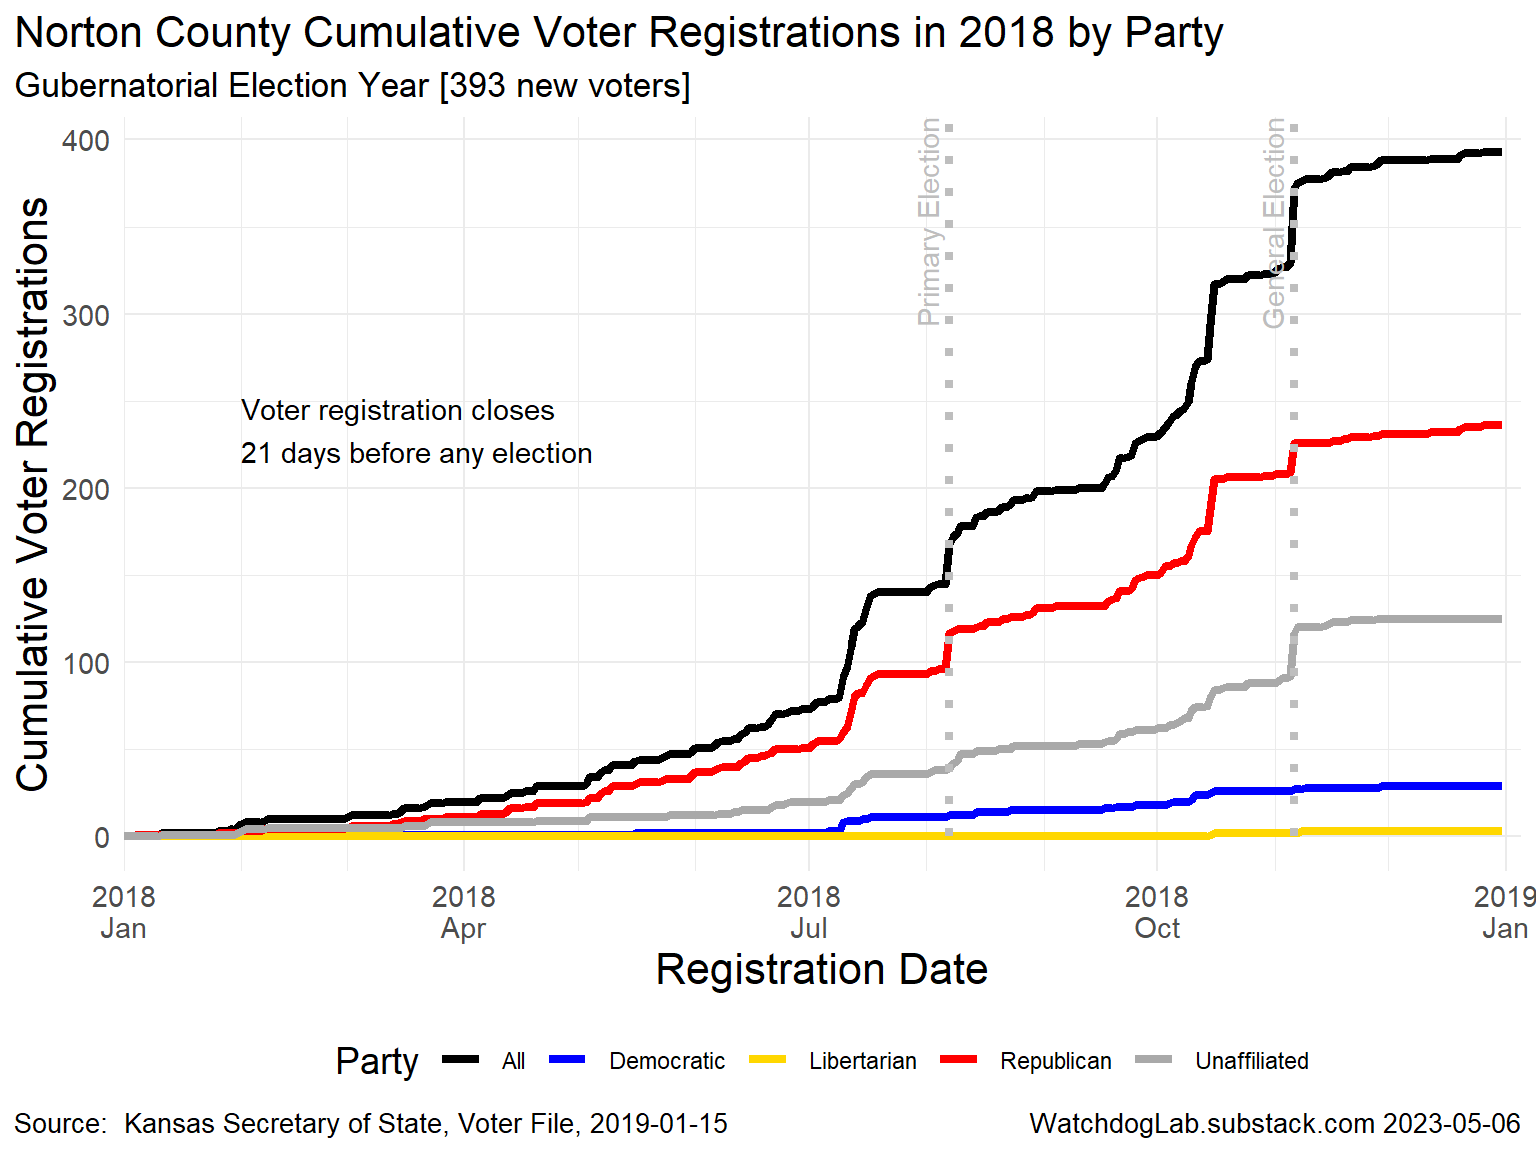 Norton County Cumulative Voter Registrations in 2018 by Party
Gubernatorial Election Year [393 new voters]
Cumulative Voter Registrations
400
300
200
100
0
Primary Election
General Election
Voter registration closes
21 days before any election
2018
Jan
2018
Apr
2018
Jul
2018
Oct
2019
Jan
Registration Date
Party
All
Democratic
Libertarian
Republican
Unaffiliated
Source:  Kansas Secretary of State, Voter File, 2019-01-15
WatchdogLab.substack.com 2023-05-06